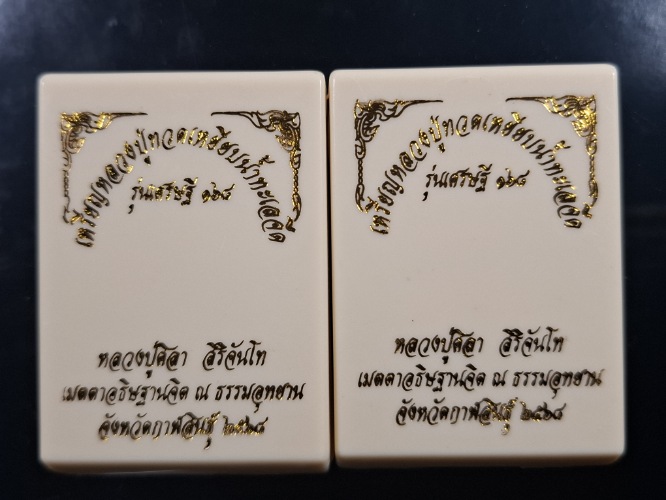 เหรียญหลวงปู่ทวดเหยียบน้ำทะเลจืด
รุ่นเศรษฐี ๑๖๘
หลวงปู่ศิลา สิริจันโท
เมตตาอธิษฐานจิต ณ ธรรมอุทยาน
จังหวัดกาฬสินธุ์ ๒๕๖๘
เหรียญหลวงปู่ทวดเหยียบน้ำทะเลจืด
รุ่นเศรษฐี ๑๖๘
หลวงปู่ศิลา สิริจันโท
เมตตาอธิษฐานจิต ณ ธรรมอุทยาน
จังหวัดกาฬสินธุ์ ๒๕๖๘